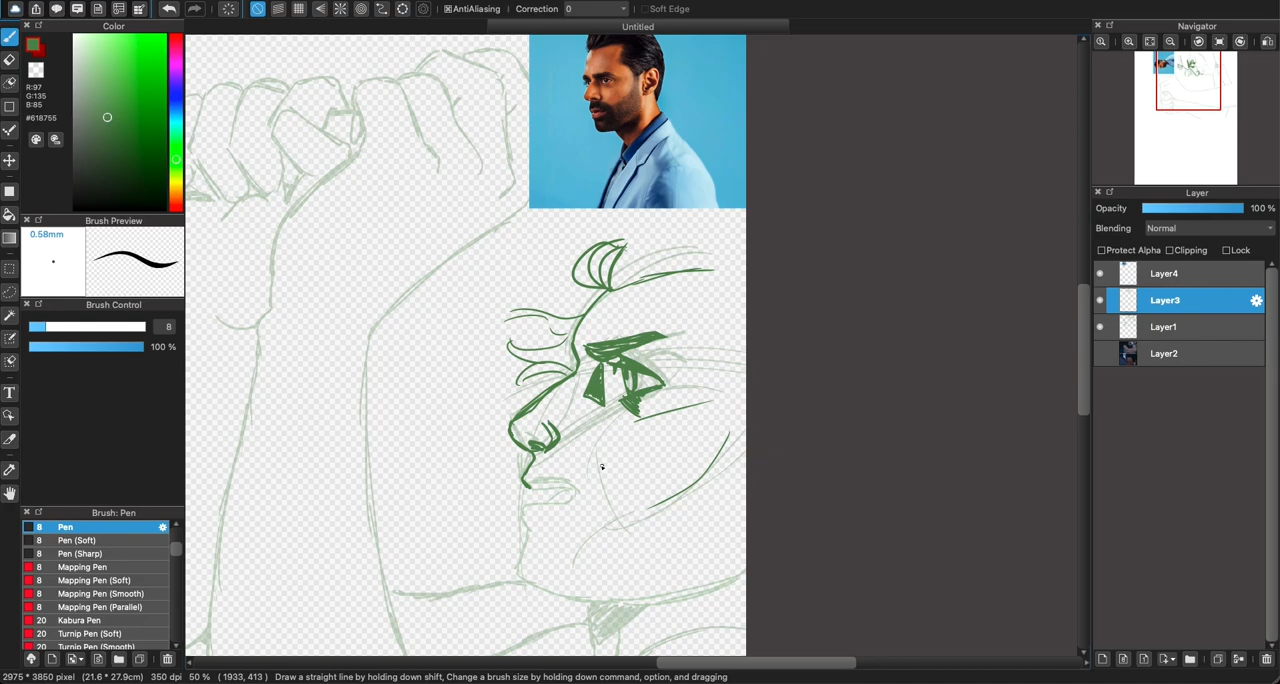 AntiAliasing Correction 0 Soft Edge
Color Untitled Navigator
R:97
G:135
B:85
#618755
Brush Preview
0.58mm
Brush Control
8
100 %
Layer
Opacity 100 %
Blending Normal
Protect Alpha Clipping Lock
Layer4
Layer3
Layer1
Layer2
T
Brush: Pen
8 Pen
8 Pen (Soft)
8 Pen (Sharp)
8 Mapping Pen
8 Mapping Pen (Soft)
8 Mapping Pen (Smooth)
8 Mapping Pen (Parallel)
20 Kabura Pen
20 Turnip Pen (Soft)
20 Turnip Pen (Smooth)
2975 * 3850 pixel (21.6 * 27.9cm) 350 dpi 50 % ( 1933, 413 ) Draw a straight line by holding down shift, Change a brush size by holding down command, option, and dragging